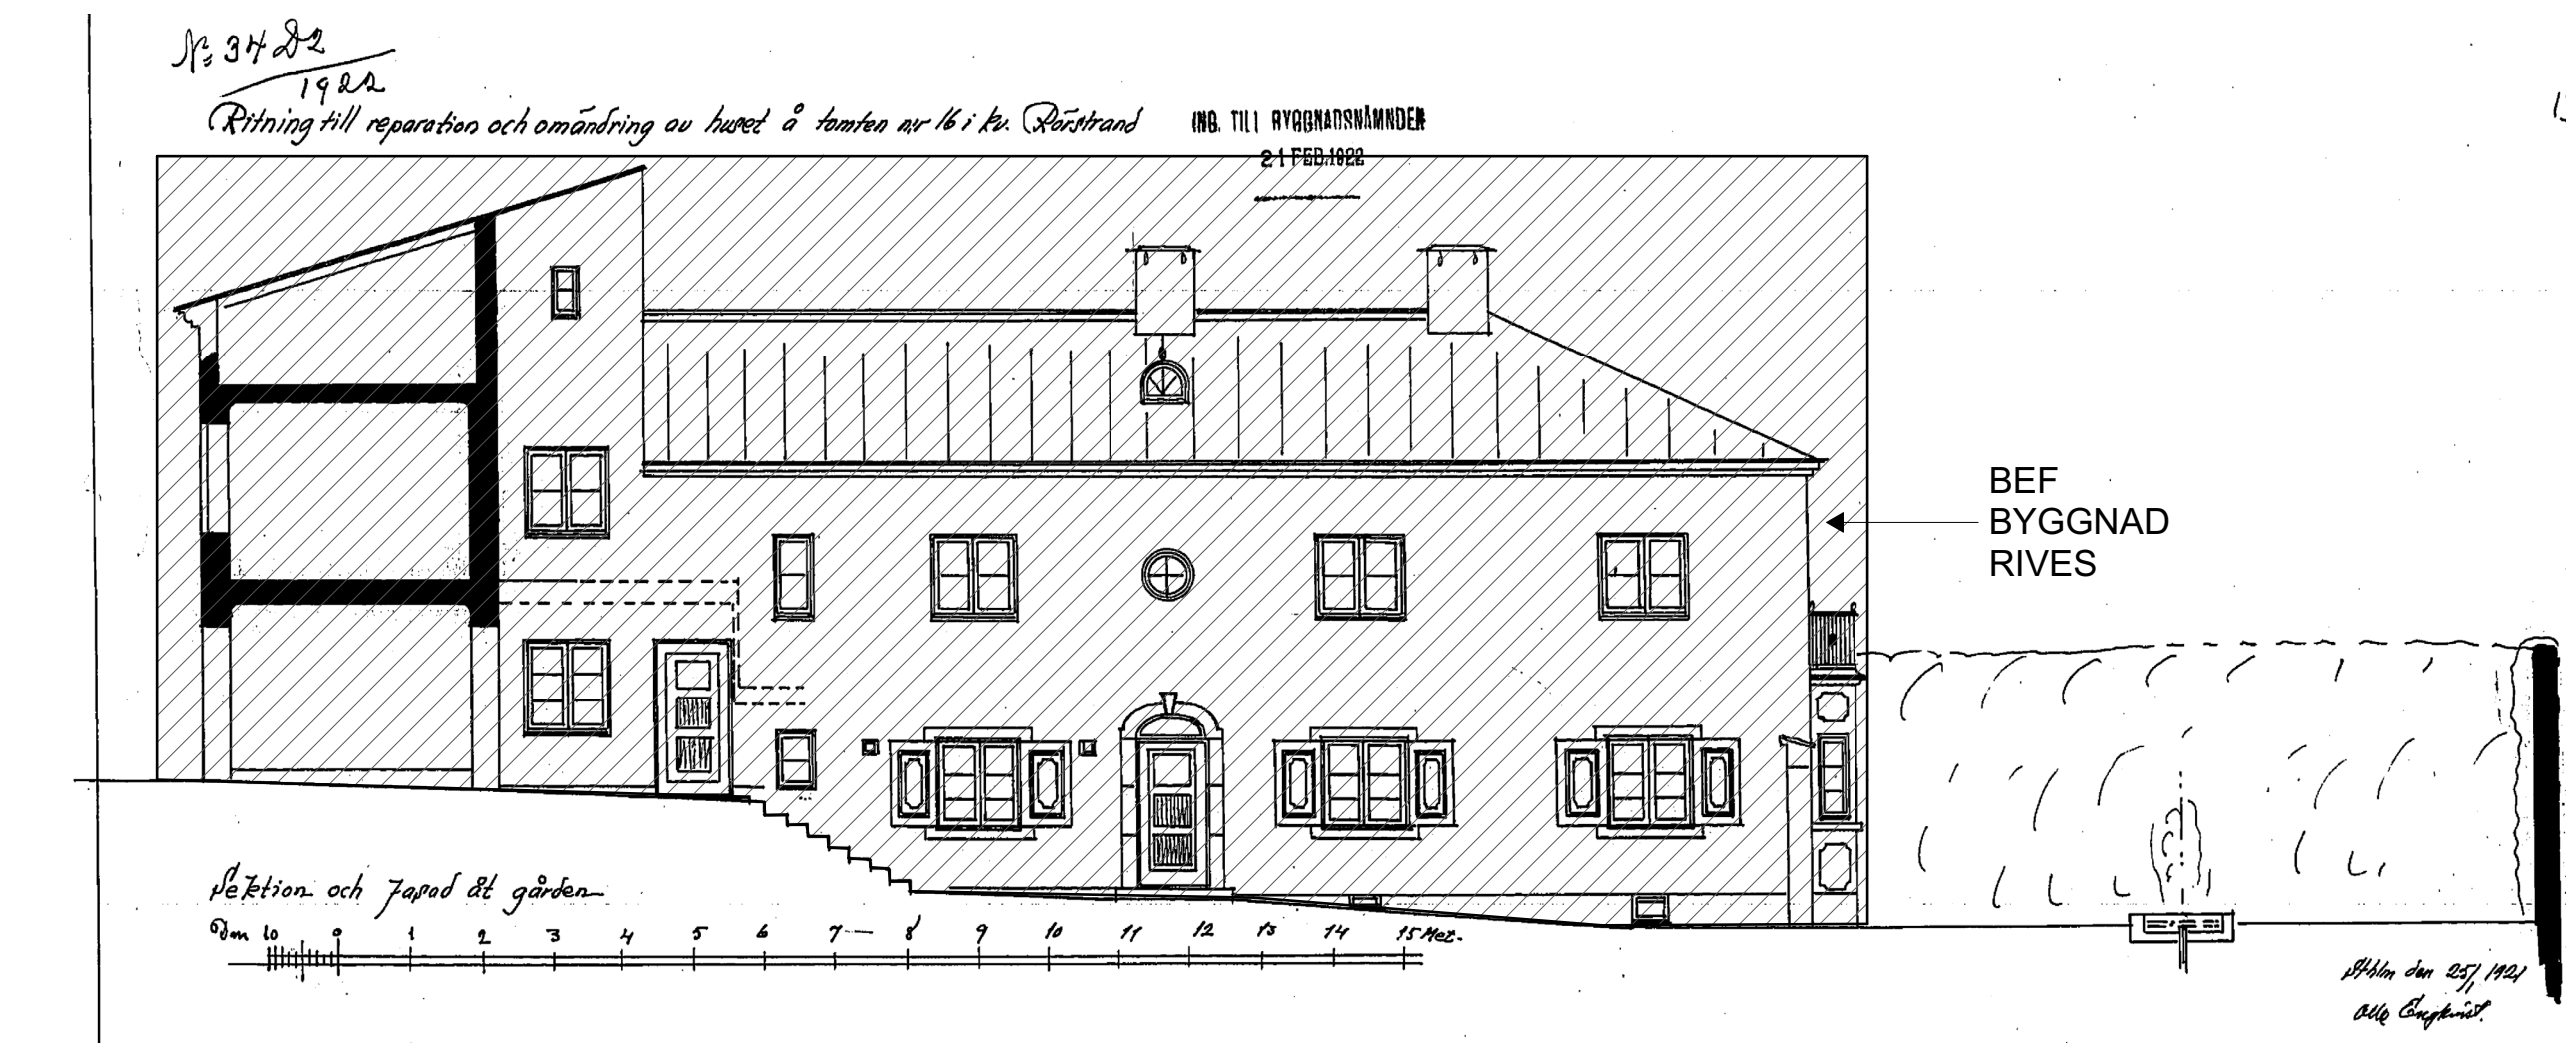 No 34 D2
1922
Ritning till reparation och omändring av huset å tomten n:r 16 i kv. Rörstrand
ING. TILL BYGGNADSNÄMNDEN
21 FEB. 1922
BEF
BYGGNAD
RIVES
Sektion och fasad åt gården
Dm 10 0 1 2 3 4 5 6 7 8 9 10 11 12 13 14 15 Met.
Sthlm den 25/1 1921
Olle Engkvist.